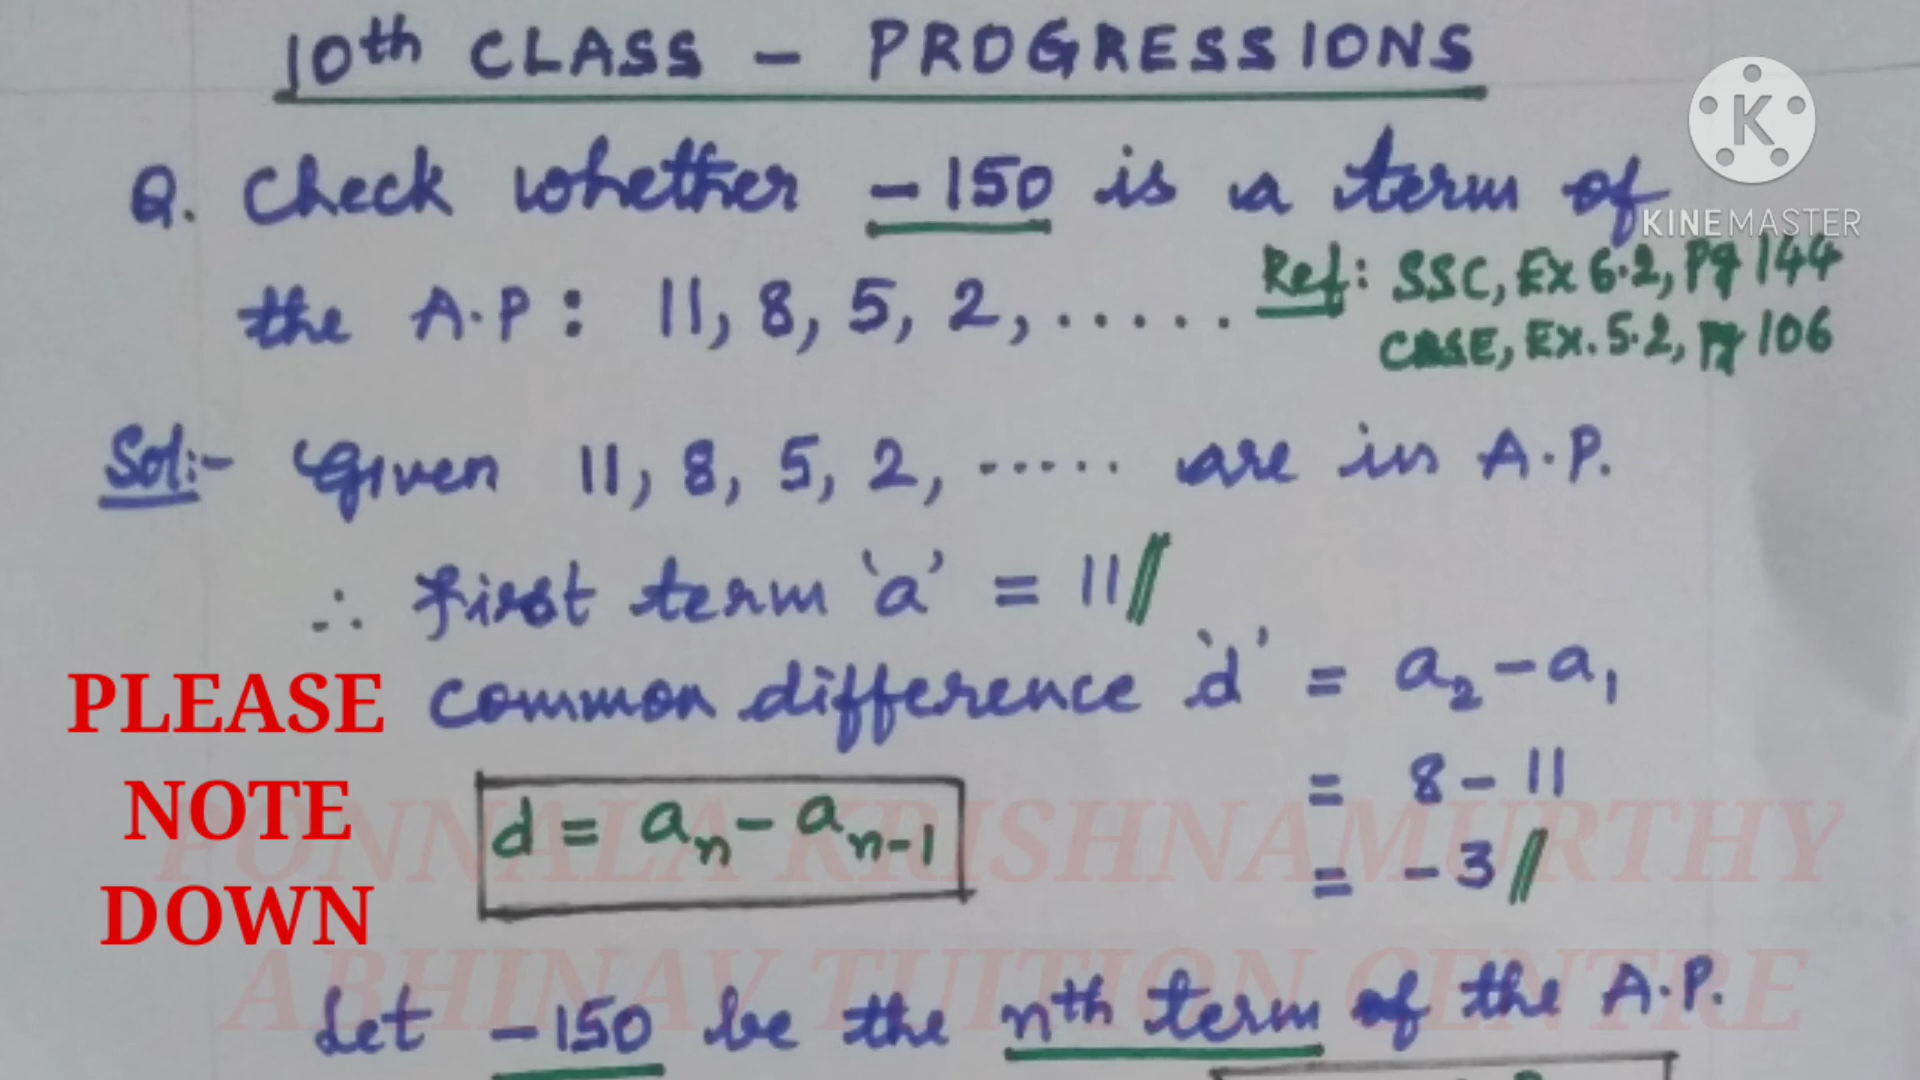 10th CLASS - PROGRESSIONS
K
KINEMASTER
Q. Check whether -150 is a term of
the A.P : 11, 8, 5, 2, .....
Ref: SSC, Ex 6.2, Pg 144
CBSE, Ex. 5.2, Pg 106
Sol:- Given 11, 8, 5, 2, ..... are in A.P.
∴ first term 'a' = 11//
common difference 'd' = a₂ - a₁
= 8 - 11
d = aₙ - aₙ₋₁
= -3//
PLEASE
NOTE
DOWN
PONNALA KRISHNAMURTHY
ABHINAV TUITION CENTRE
Let -150 be the nth term of the A.P.